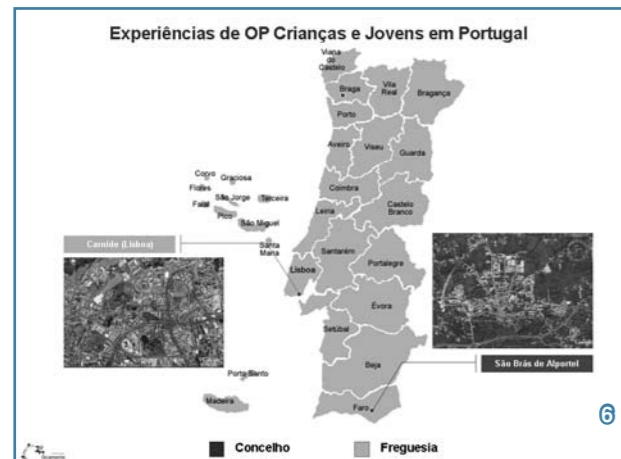 Experiências de OP Crianças e Jovens em Portugal
Viana do
Castelo
Braga
Vila
Real
Bragança
Porto
Aveiro
Viseu
Guarda
Corvo
Graciosa
Flores
São Jorge
Terceira
Faial
Pico
São Miguel
Coimbra
Castelo
Branco
Leiria
Santa
Maria
Carnide (Lisboa)
Santarém
Lisboa
Portalegre
Évora
Setúbal
Beja
São Brás de Alportel
Porto Santo
Madeira
Faro
6
Concelho
Freguesia